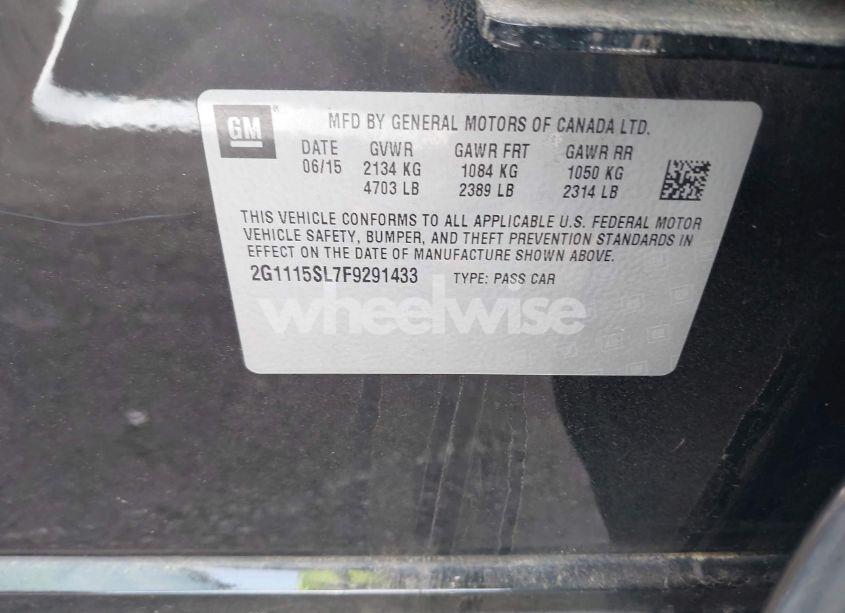 GM
MFD BY GENERAL MOTORS OF CANADA LTD.
DATE GVWR GAWR FRT GAWR RR
06/15 2134 KG 1084 KG 1050 KG
4703 LB 2389 LB 2314 LB
THIS VEHICLE CONFORMS TO ALL APPLICABLE U.S. FEDERAL MOTOR
VEHICLE SAFETY, BUMPER, AND THEFT PREVENTION STANDARDS IN
EFFECT ON THE DATE OF MANUFACTURE SHOWN ABOVE.
2G1115SL7F9291433 TYPE: PASS CAR
wheelwise